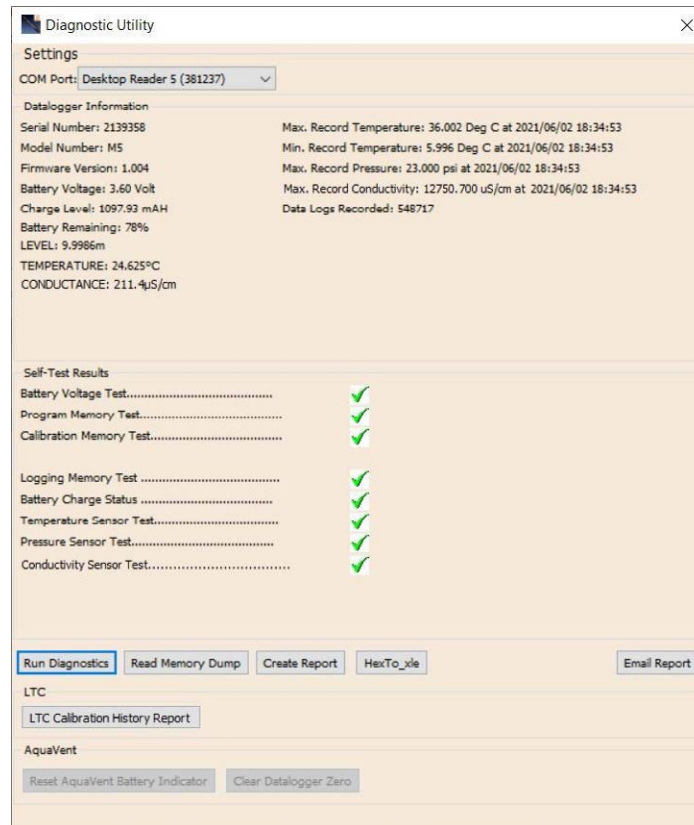 Diagnostic Utility
Settings
COM Port: Desktop Reader 5 (381237)
Datalogger Information
Serial Number: 2139358
Model Number: M5
Firmware Version: 1.004
Battery Voltage: 3.60 Volt
Charge Level: 1097.93 mAH
Battery Remaining: 78%
LEVEL: 9.9986m
TEMPERATURE: 24.625°C
CONDUCTANCE: 211.4µS/cm
Max. Record Temperature: 36.002 Deg C at 2021/06/02 18:34:53
Min. Record Temperature: 5.996 Deg C at 2021/06/02 18:34:53
Max. Record Pressure: 23.000 psi at 2021/06/02 18:34:53
Max. Record Conductivity: 12750.700 uS/cm at 2021/06/02 18:34:53
Data Logs Recorded: 548717
Self-Test Results
Battery Voltage Test..........................................
Program Memory Test.........................................
Calibration Memory Test......................................
Logging Memory Test ........................................
Battery Charge Status ......................................
Temperature Sensor Test....................................
Pressure Sensor Test.........................................
Conductivity Sensor Test..................................
Run Diagnostics
Read Memory Dump
Create Report
HexTo_xle
Email Report
LTC
LTC Calibration History Report
AquaVent
Reset AquaVent Battery Indicator
Clear Datalogger Zero